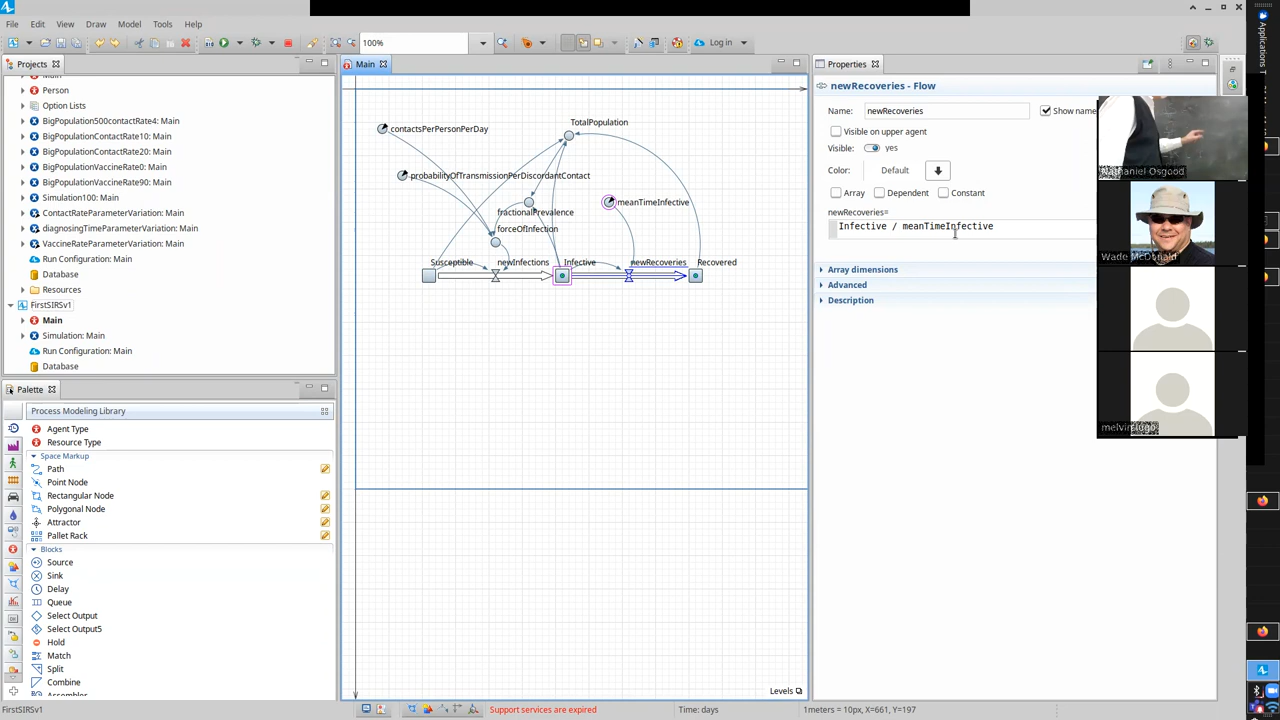 File Edit View Draw Model Tools Help
100%
Log in
Projects
Main
Person
Option Lists
BigPopulation500contactRate4: Main
BigPopulationContactRate10: Main
BigPopulationContactRate20: Main
BigPopulationVaccineRate0: Main
BigPopulationVaccineRate90: Main
Simulation100: Main
ContactRateParameterVariation: Main
diagnosingTimeParameterVariation: Main
VaccineRateParameterVariation: Main
Run Configuration: Main
Database
Resources
FirstSIRSv1
Main
Simulation: Main
Run Configuration: Main
Database
Palette
Process Modeling Library
Agent Type
Resource Type
Space Markup
Path
Point Node
Rectangular Node
Polygonal Node
Attractor
Pallet Rack
Blocks
Source
Sink
Delay
Queue
Select Output
Select Output5
Hold
Match
Split
Combine
Main
contactsPerPersonPerDay
TotalPopulation
probabilityOfTransmissionPerDiscordantContact
meanTimeInfective
fractionalPrevalence
forceOfInfection
Susceptible newInfections Infective newRecoveries Recovered
Levels
Properties
newRecoveries - Flow
Name: newRecoveries Show name
Visible on upper agent
Visible: yes
Color: Default
Array Dependent Constant
newRecoveries=
Infective / meanTimeInfective
Array dimensions
Advanced
Description
Nathaniel Osgood
Wade McDonald
melvinslugo
Applications
FirstSIRSv1
Support services are expired
Time: days
1meters = 10px, X=661, Y=197